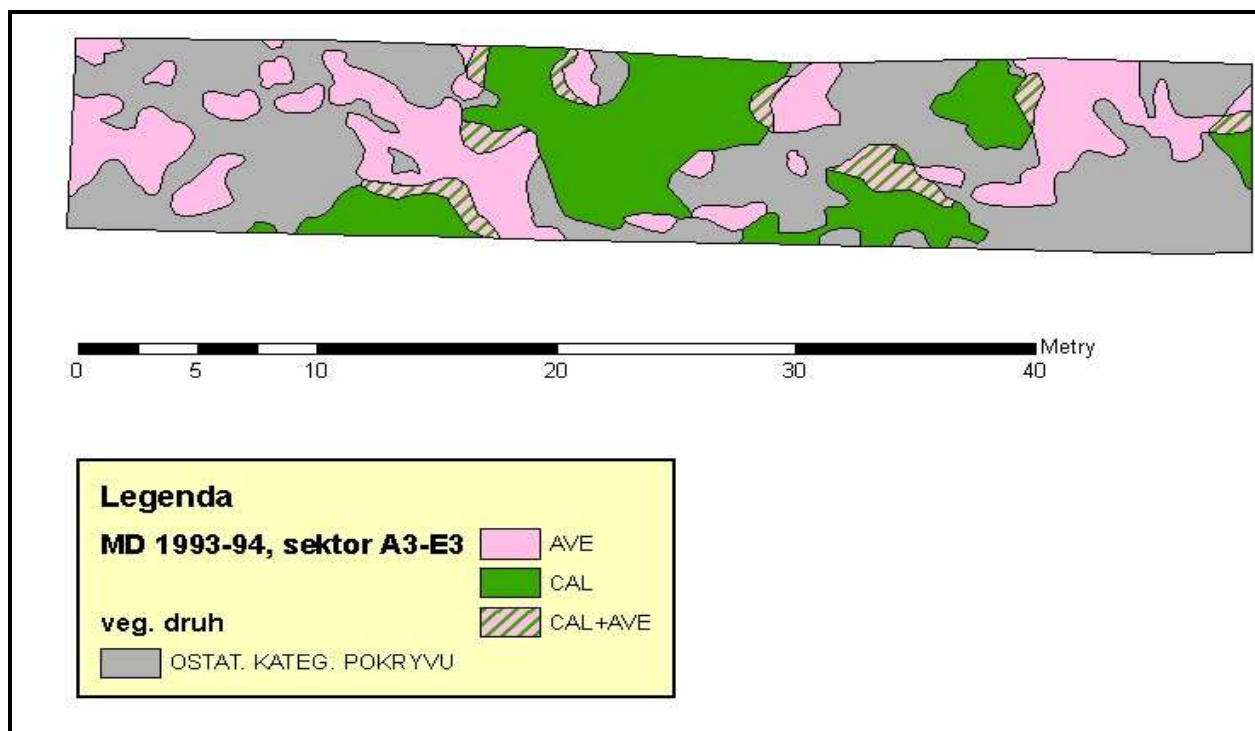 Metry
0 5 10 20 30 40
Legenda
MD 1993-94, sektor A3-E3
AVE
CAL
veg. druh
CAL+AVE
OSTAT. KATEG. POKRYVU